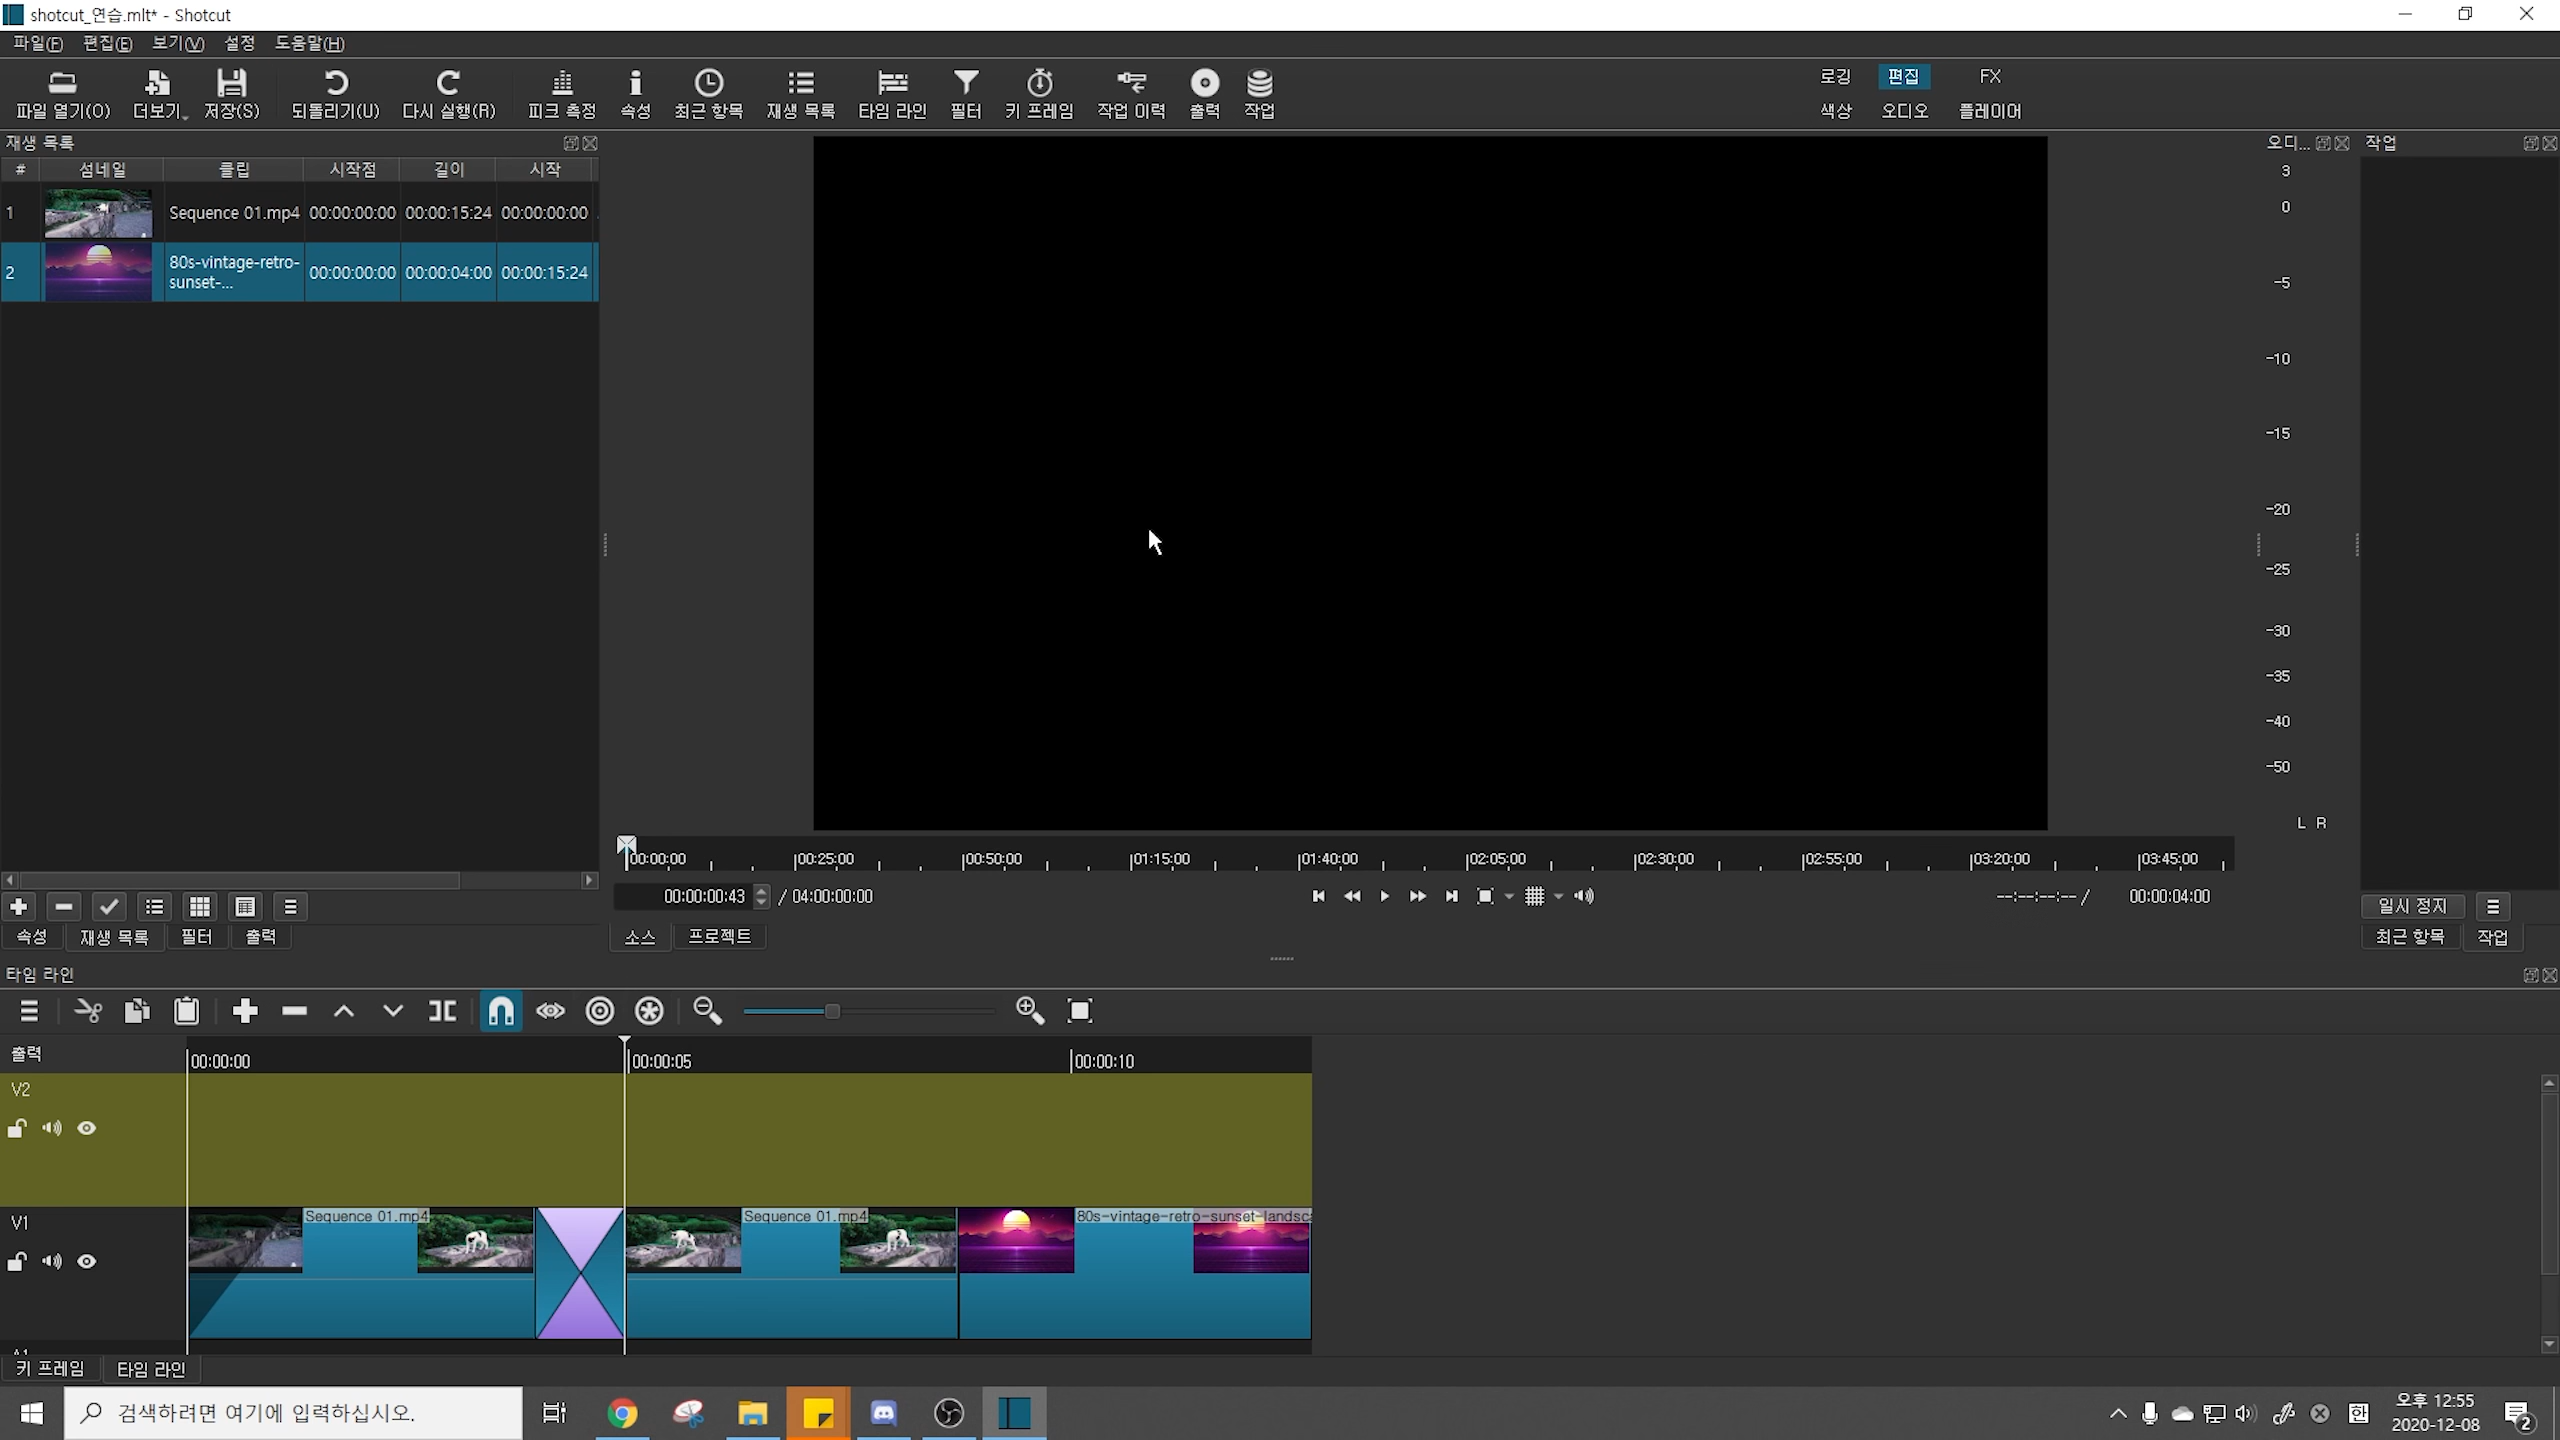 shotcut_연습.mlt* - Shotcut
파일(F) 편집(E) 보기(V) 설정 도움말(H)
파일 열기(O) 더보기 저장(S) 되돌리기(U) 다시 실행(R) 피크 측정 속성 최근 항목 재생 목록 타임 라인 필터 키 프레임 작업 이력 출력 작업
로깅 편집 FX
색상 오디오 플레이어
재생 목록
# 섬네일 클립 시작점 길이 시작
1 Sequence 01.mp4 00:00:00:00 00:00:15:24 00:00:00:00
2 80s-vintage-retro-sunset-... 00:00:00:00 00:00:04:00 00:00:15:24
오디... 작업
3
0
-5
-10
-15
-20
-25
-30
-35
-40
-50
L R
00:00:00 00:25:00 00:50:00 01:15:00 01:40:00 02:05:00 02:30:00 02:55:00 03:20:00 03:45:00
00:00:00:43 / 04:00:00:00 --:--:--:-- / 00:00:04:00
일시 정지
속성 재생 목록 필터 출력
소스 프로젝트
최근 항목 작업
타임 라인
출력 00:00:00 00:00:05 00:00:10
V2
V1 Sequence 01.mp4 Sequence 01.mp4 80s-vintage-retro-sunset-landsc
A1
키 프레임 타임 라인
검색하려면 여기에 입력하십시오.
한
오후 12:55
2020-12-08
2